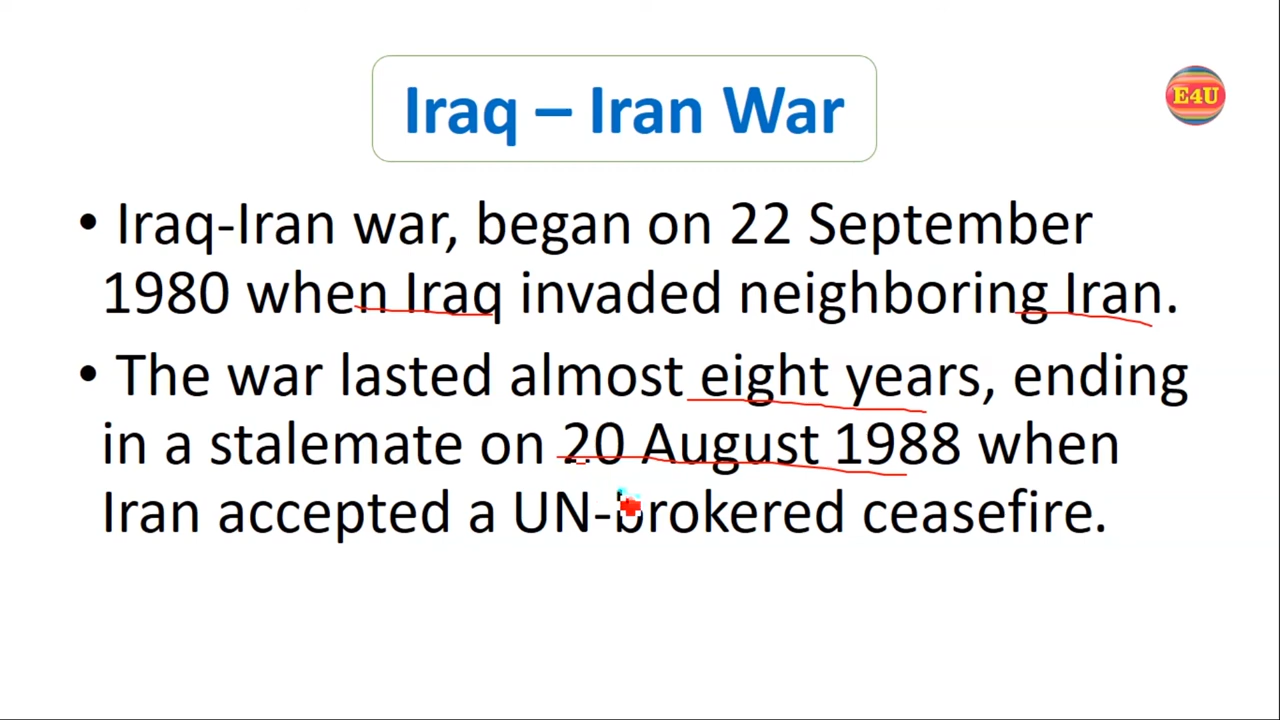 Iraq – Iran War
E4U
• Iraq-Iran war, began on 22 September
1980 when Iraq invaded neighboring Iran.
• The war lasted almost eight years, ending
in a stalemate on 20 August 1988 when
Iran accepted a UN-brokered ceasefire.